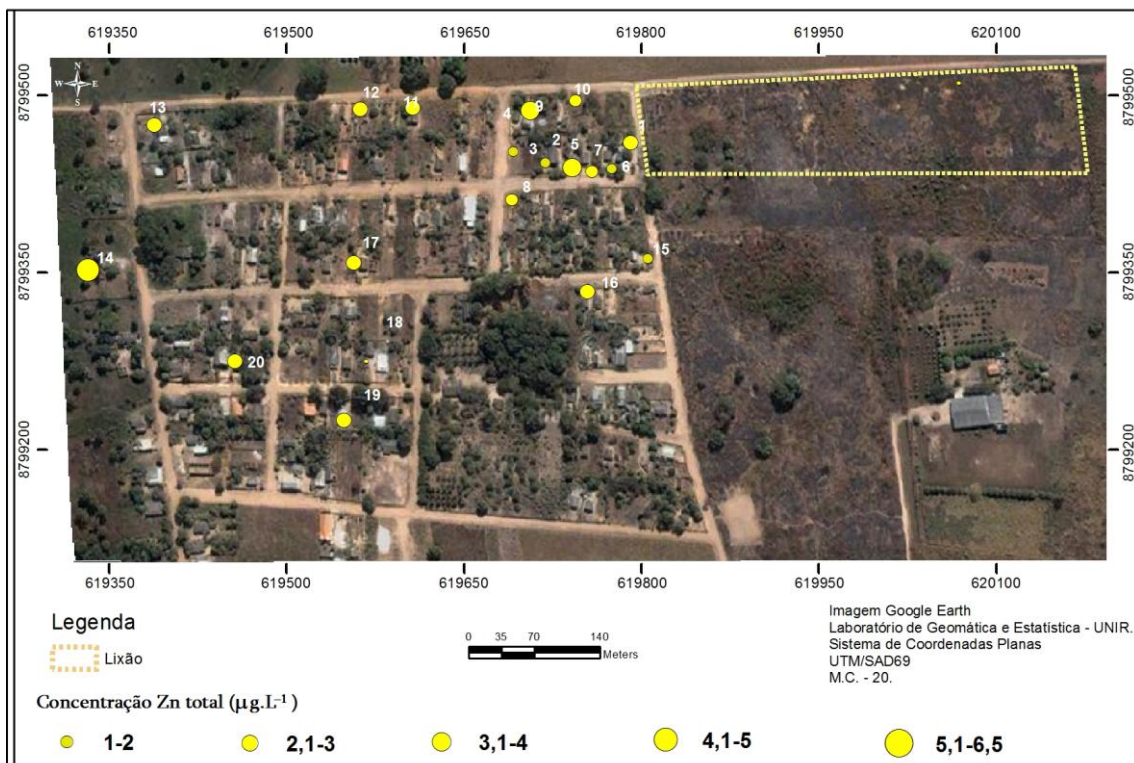 619350 619500 619650 619800 619950 620100
N
W E
S
8799500 8799500
10
12
11
9
13
4
1
3
2
5
7
6
8
17
15
14
8799350 8799350
16
18
20
19
8799200 8799200
619350 619500 619650 619800 619950 620100
Legenda
Lixão
0 35 70 140
Meters
Imagem Google Earth
Laboratório de Geomática e Estatística - UNIR.
Sistema de Coordenadas Planas
UTM/SAD69
M.C. - 20.
Concentração Zn total (µg.L⁻¹)
1-2 2,1-3 3,1-4 4,1-5 5,1-6,5